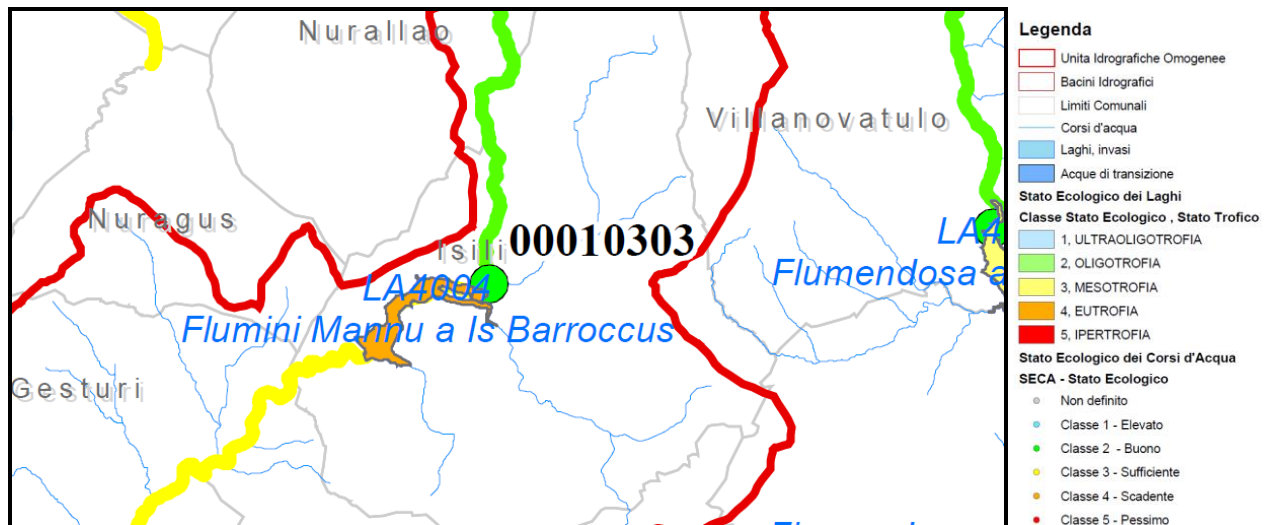 Nurallao
Villanovatulo
Nuragus
Isili
00010303
LA4
LA4004
Flumendosa a
Flumini Mannu a Is Barroccus
Gesturi
Legenda
Unita Idrografiche Omogenee
Bacini Idrografici
Limiti Comunali
Corsi d'acqua
Laghi, invasi
Acque di transizione
Stato Ecologico dei Laghi
Classe Stato Ecologico , Stato Trofico
1, ULTRAOLIGOTROFIA
2, OLIGOTROFIA
3, MESOTROFIA
4, EUTROFIA
5, IPERTROFIA
Stato Ecologico dei Corsi d'Acqua
SECA - Stato Ecologico
Non definito
Classe 1 - Elevato
Classe 2 - Buono
Classe 3 - Sufficiente
Classe 4 - Scadente
Classe 5 - Pessimo